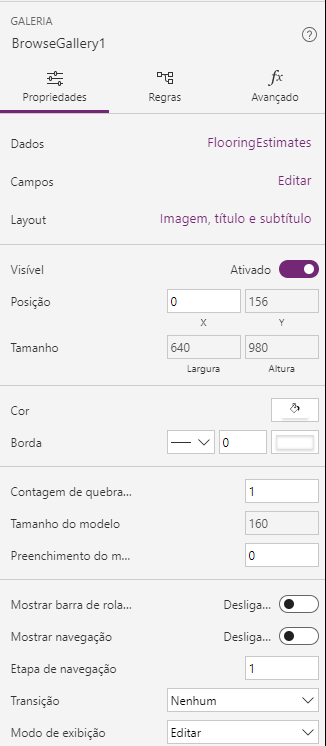 GALERIA
BrowseGallery1
?
Propriedades
Regras
fx
Avançado
Dados FlooringEstimates
Campos Editar
Layout Imagem, título e subtítulo
Visível Ativado
Posição 0 156
X Y
Tamanho 640 980
Largura Altura
Cor
Borda 0
Contagem de quebra... 1
Tamanho do modelo 160
Preenchimento do m... 0
Mostrar barra de rola... Desliga...
Mostrar navegação Desliga...
Etapa de navegação 1
Transição Nenhum
Modo de exibição Editar